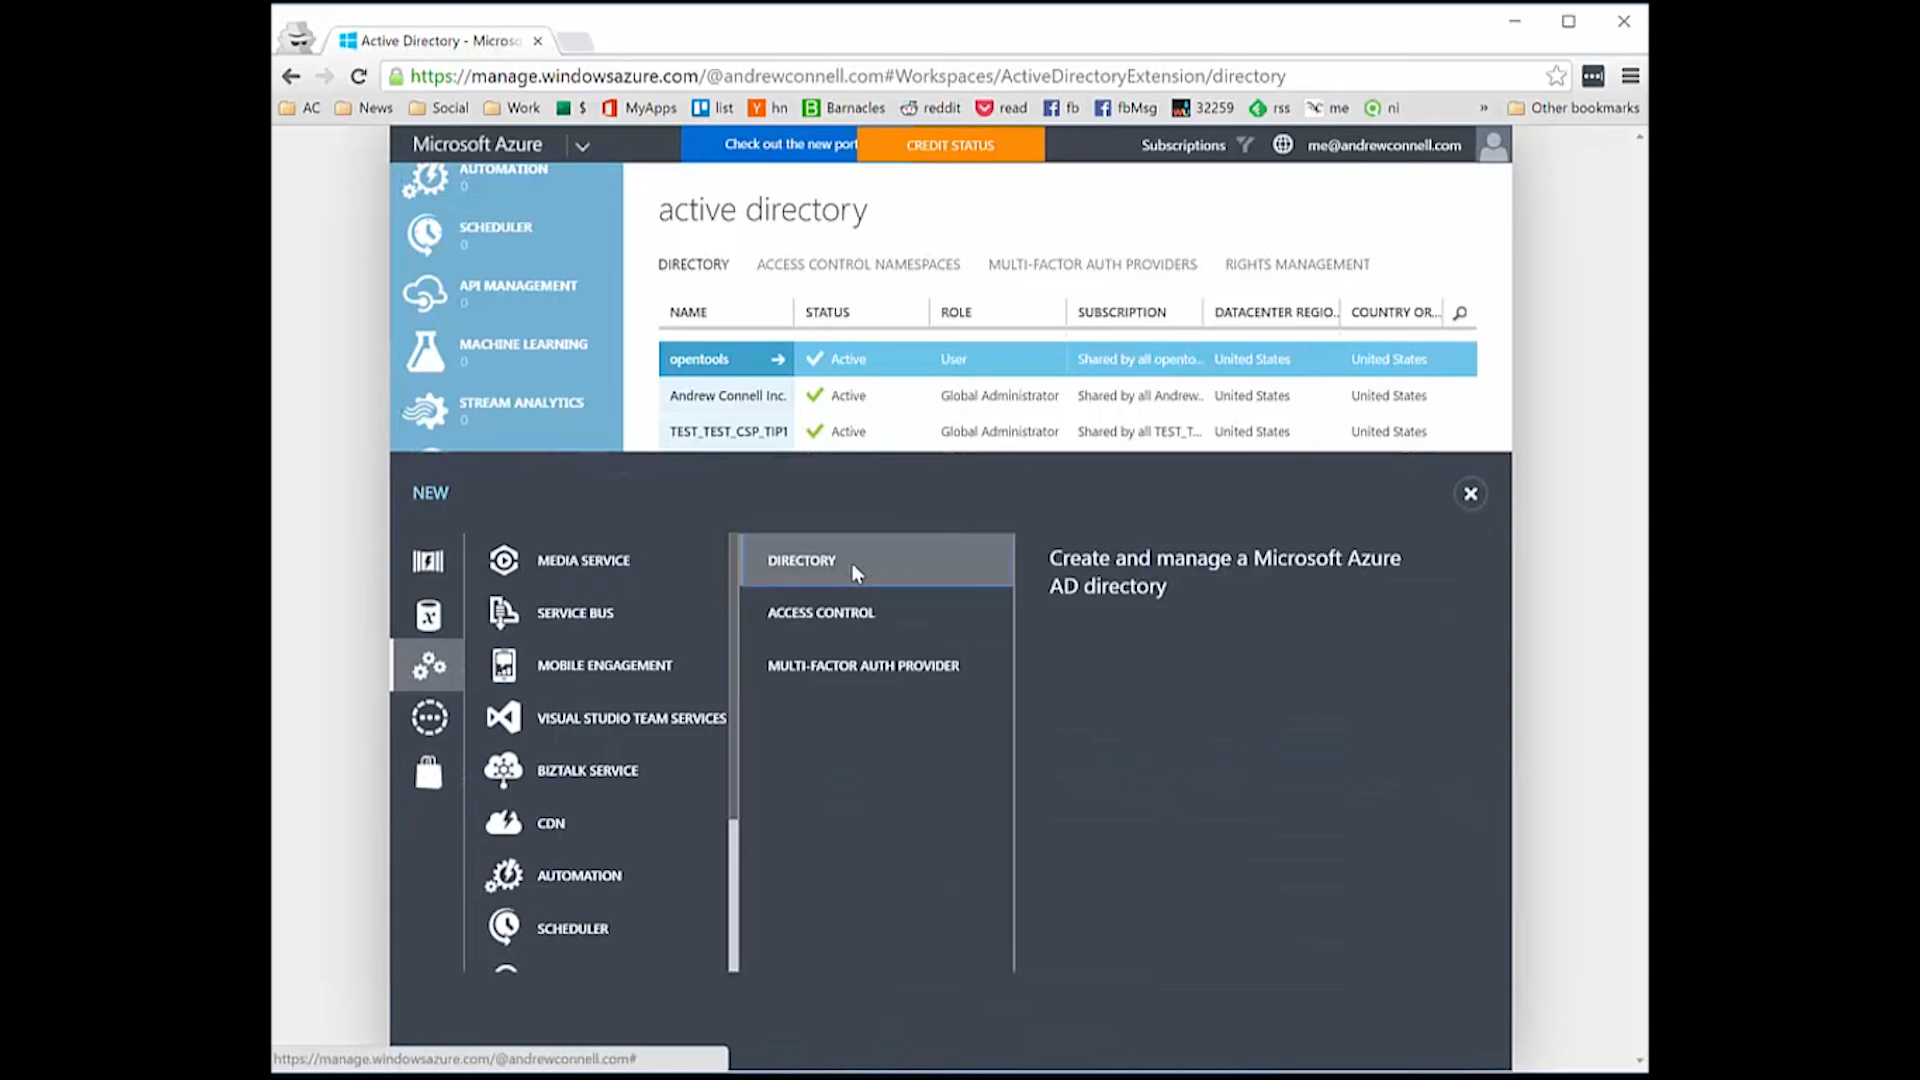 Active Directory - Microso
https://manage.windowsazure.com/@andrewconnell.com#Workspaces/ActiveDirectoryExtension/directory
AC News Social Work $ MyApps list hn Barnacles reddit read fb fbMsg 32259 rss me ni » Other bookmarks
Microsoft Azure Check out the new port CREDIT STATUS Subscriptions me@andrewconnell.com
AUTOMATION
0
SCHEDULER
0
API MANAGEMENT
0
MACHINE LEARNING
0
STREAM ANALYTICS
0
active directory
DIRECTORY ACCESS CONTROL NAMESPACES MULTI-FACTOR AUTH PROVIDERS RIGHTS MANAGEMENT
NAME STATUS ROLE SUBSCRIPTION DATACENTER REGIO... COUNTRY OR...
opentools Active User Shared by all opento... United States United States
Andrew Connell Inc. Active Global Administrator Shared by all Andrew... United States United States
TEST_TEST_CSP_TIP1 Active Global Administrator Shared by all TEST_T... United States United States
NEW
MEDIA SERVICE
SERVICE BUS
MOBILE ENGAGEMENT
VISUAL STUDIO TEAM SERVICES
BIZTALK SERVICE
CDN
AUTOMATION
SCHEDULER
DIRECTORY
ACCESS CONTROL
MULTI-FACTOR AUTH PROVIDER
Create and manage a Microsoft Azure
AD directory
https://manage.windowsazure.com/@andrewconnell.com#